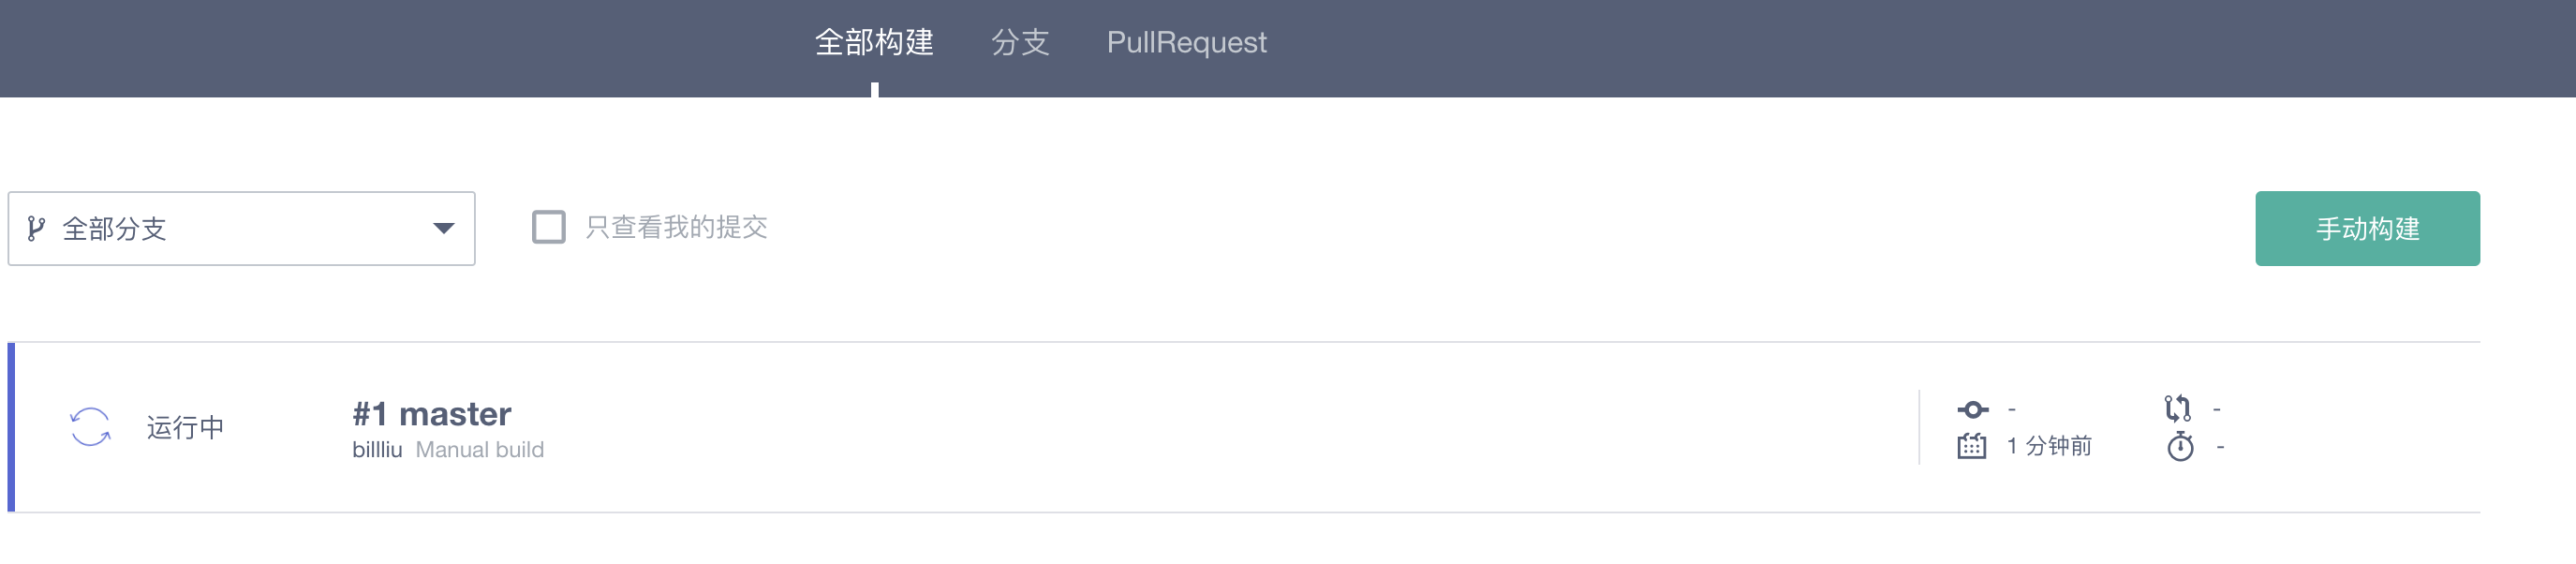 全部构建 分支 PullRequest
全部分支 只查看我的提交 手动构建
运行中 #1 master - -
billliu Manual build 1 分钟前 -